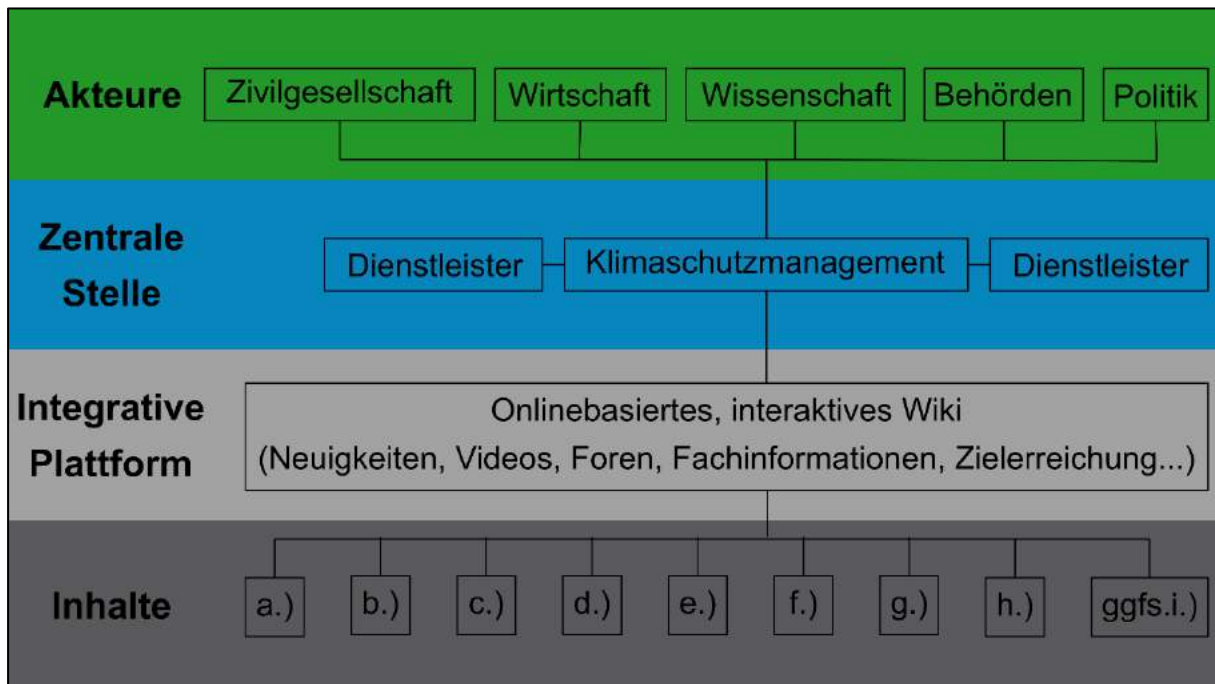 Akteure
Zivilgesellschaft
Wirtschaft
Wissenschaft
Behörden
Politik
Zentrale
Stelle
Dienstleister
Klimaschutzmanagement
Dienstleister
Integrative
Plattform
Onlinebasiertes, interaktives Wiki
(Neuigkeiten, Videos, Foren, Fachinformationen, Zielerreichung...)
Inhalte
a.)
b.)
c.)
d.)
e.)
f.)
g.)
h.)
ggfs.i.)